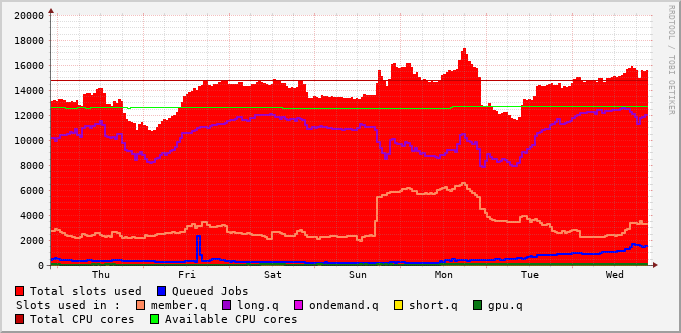 20000
18000
16000
14000
12000
10000
8000
6000
4000
2000
0
Thu Fri Sat Sun Mon Tue Wed
Total slots used Queued Jobs
Slots used in : member.q long.q ondemand.q short.q gpu.q
Total CPU cores Available CPU cores
RRDTOOL / TOBI OETIKER